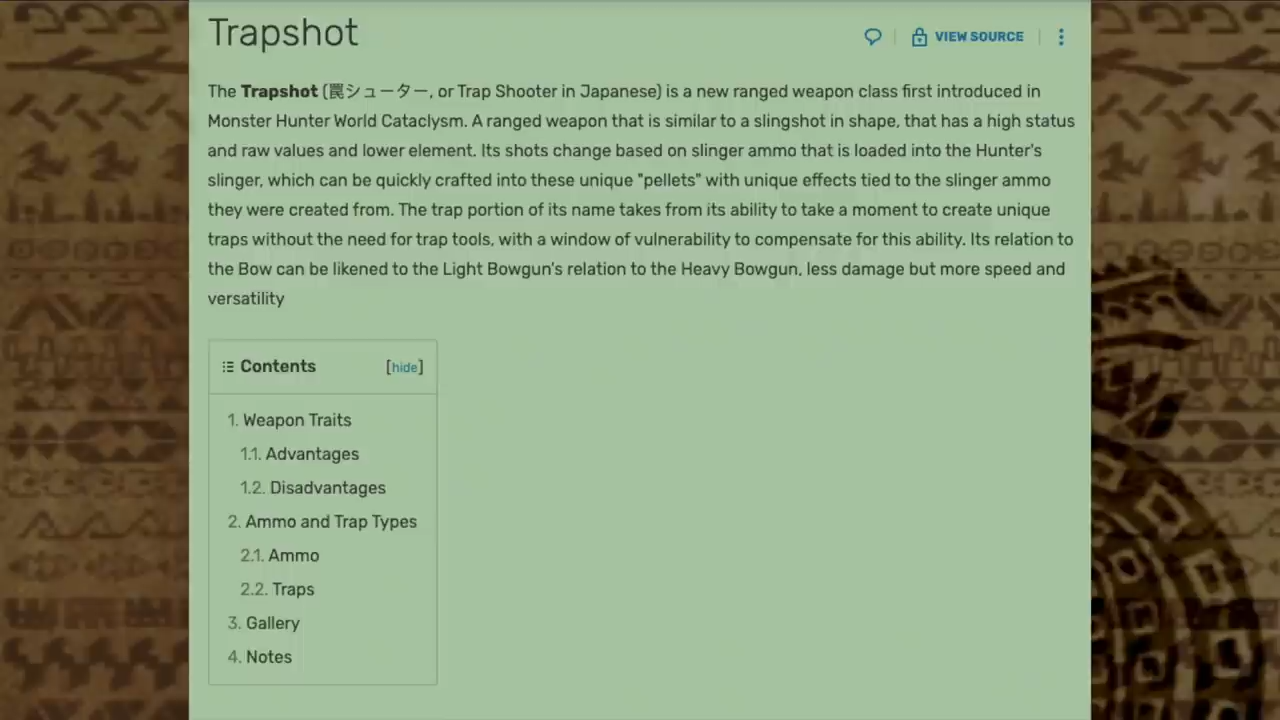 Trapshot
VIEW SOURCE
The Trapshot (罠シューター, or Trap Shooter in Japanese) is a new ranged weapon class first introduced in
Monster Hunter World Cataclysm. A ranged weapon that is similar to a slingshot in shape, that has a high status
and raw values and lower element. Its shots change based on slinger ammo that is loaded into the Hunter's
slinger, which can be quickly crafted into these unique "pellets" with unique effects tied to the slinger ammo
they were created from. The trap portion of its name takes from its ability to take a moment to create unique
traps without the need for trap tools, with a window of vulnerability to compensate for this ability. Its relation to
the Bow can be likened to the Light Bowgun's relation to the Heavy Bowgun, less damage but more speed and
versatility
Contents [hide]
1. Weapon Traits
1.1. Advantages
1.2. Disadvantages
2. Ammo and Trap Types
2.1. Ammo
2.2. Traps
3. Gallery
4. Notes